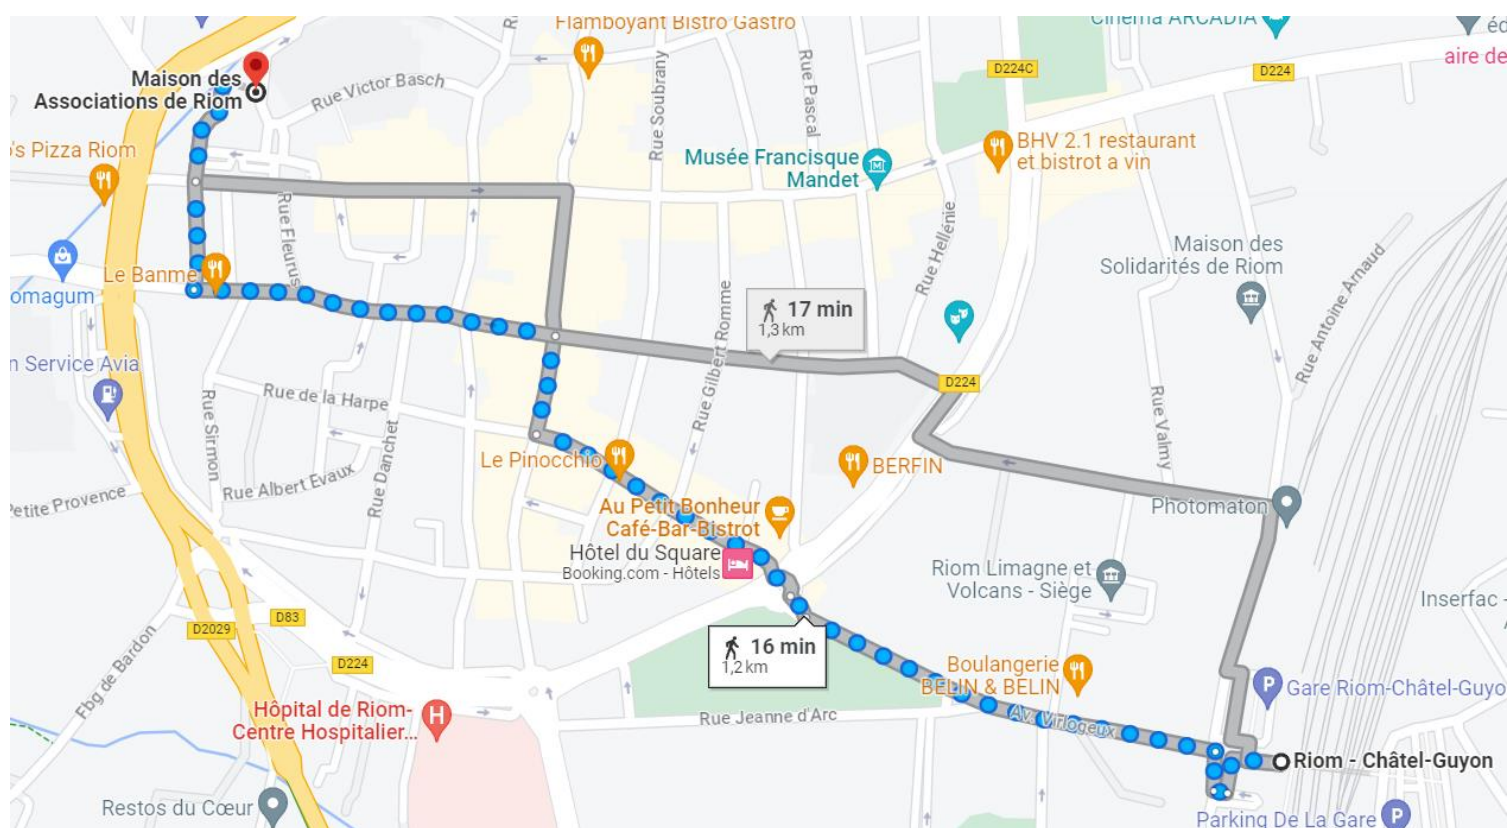 Flamboyant Bistro Gastro
Cinéma ARCADIA
éd
aire de
D224C
D224
Maison des
Associations de Riom
Rue Victor Basch
Rue Soubrany
Rue Pascal
Musée Francisque
Mandet
BHV 2.1 restaurant
et bistrot a vin
o's Pizza Riom
Rue Fleurus
Rue Hellénie
Maison des
Solidarités de Riom
Rue Antoine Arnaud
Le Banme
omagum
17 min
1,3 km
Rue Gilbert Romme
n Service Avia
D224
Rue Sirmon
Rue de la Harpe
Rue Danchet
Rue Valmy
Le Pinocchio
BERFIN
Rue Albert Evaux
Petite Provence
Photomaton
Au Petit Bonheur
Café-Bar-Bistrot
Hôtel du Square
Booking.com - Hôtels
Riom Limagne et
Volcans - Siège
Inserfac -
D83
D2029
D224
16 min
1,2 km
Fbg de Bardon
Boulangerie
BELIN & BELIN
P
Gare Riom-Châtel-Guyo
Hôpital de Riom-
Centre Hospitalier...
H
Rue Jeanne d'Arc
Av. Virlogeux
Riom - Châtel-Guyon
Restos du Cœur
Parking De La Gare
P